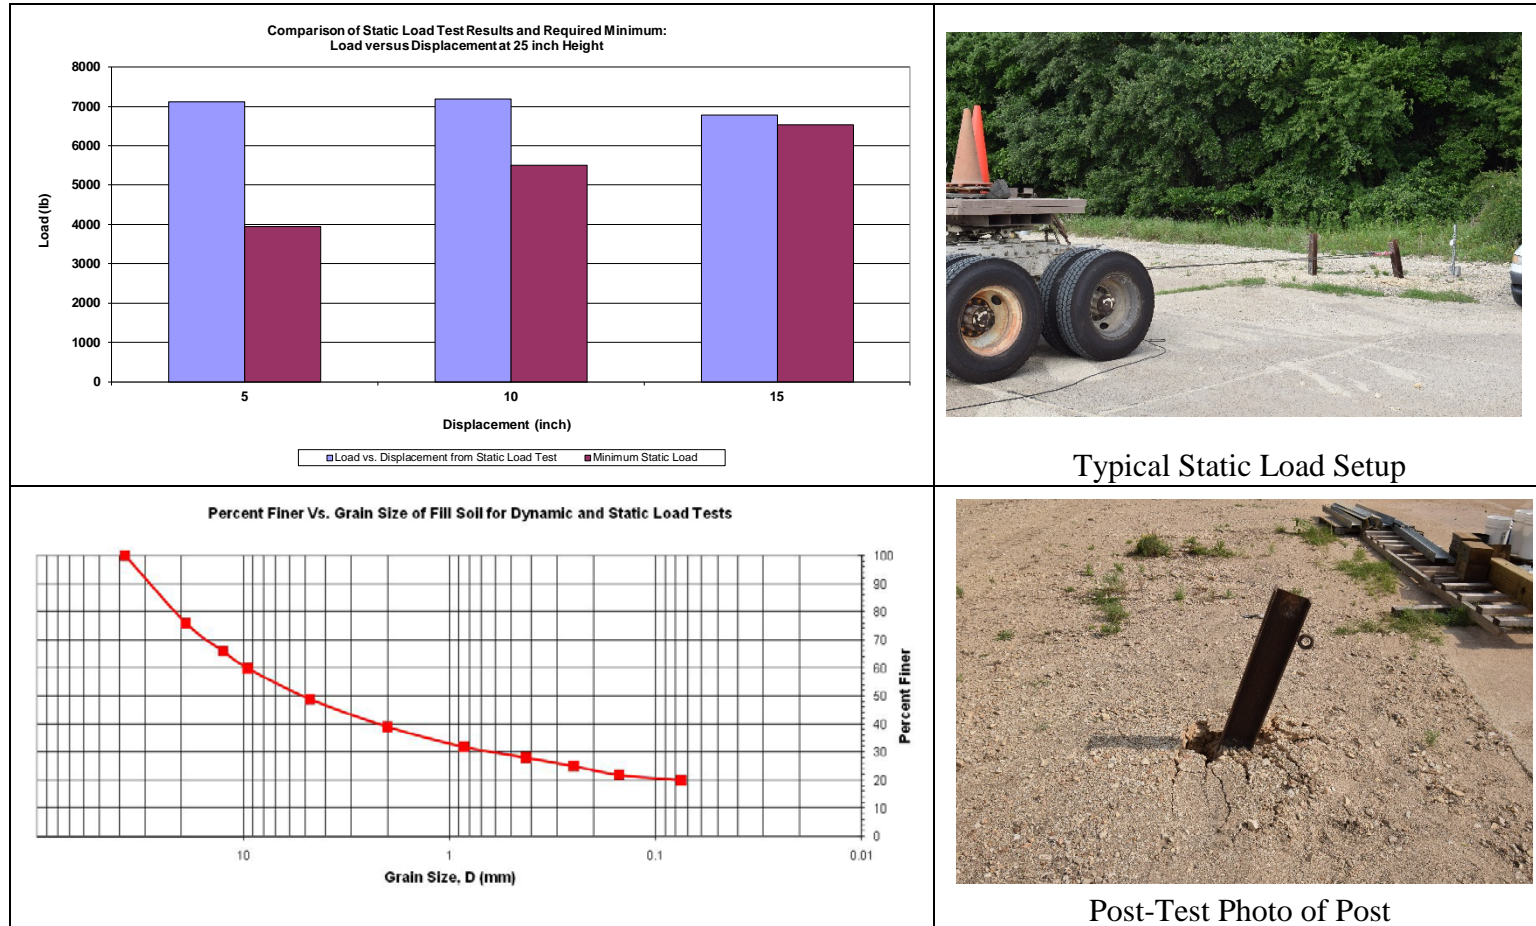 Comparison of Static Load Test Results and Required Minimum:
Load versus Displacement at 25 inch Height
8000
7000
6000
5000
4000
3000
2000
1000
0
Load (lb)
5 10 15
Displacement (inch)
Load vs. Displacement from Static Load Test Minimum Static Load
Typical Static Load Setup
Percent Finer Vs. Grain Size of Fill Soil for Dynamic and Static Load Tests
100
90
80
70
60
50
40
30
20
10
0
Percent Finer
10 1 0.1 0.01
Grain Size, D (mm)
Post-Test Photo of Post